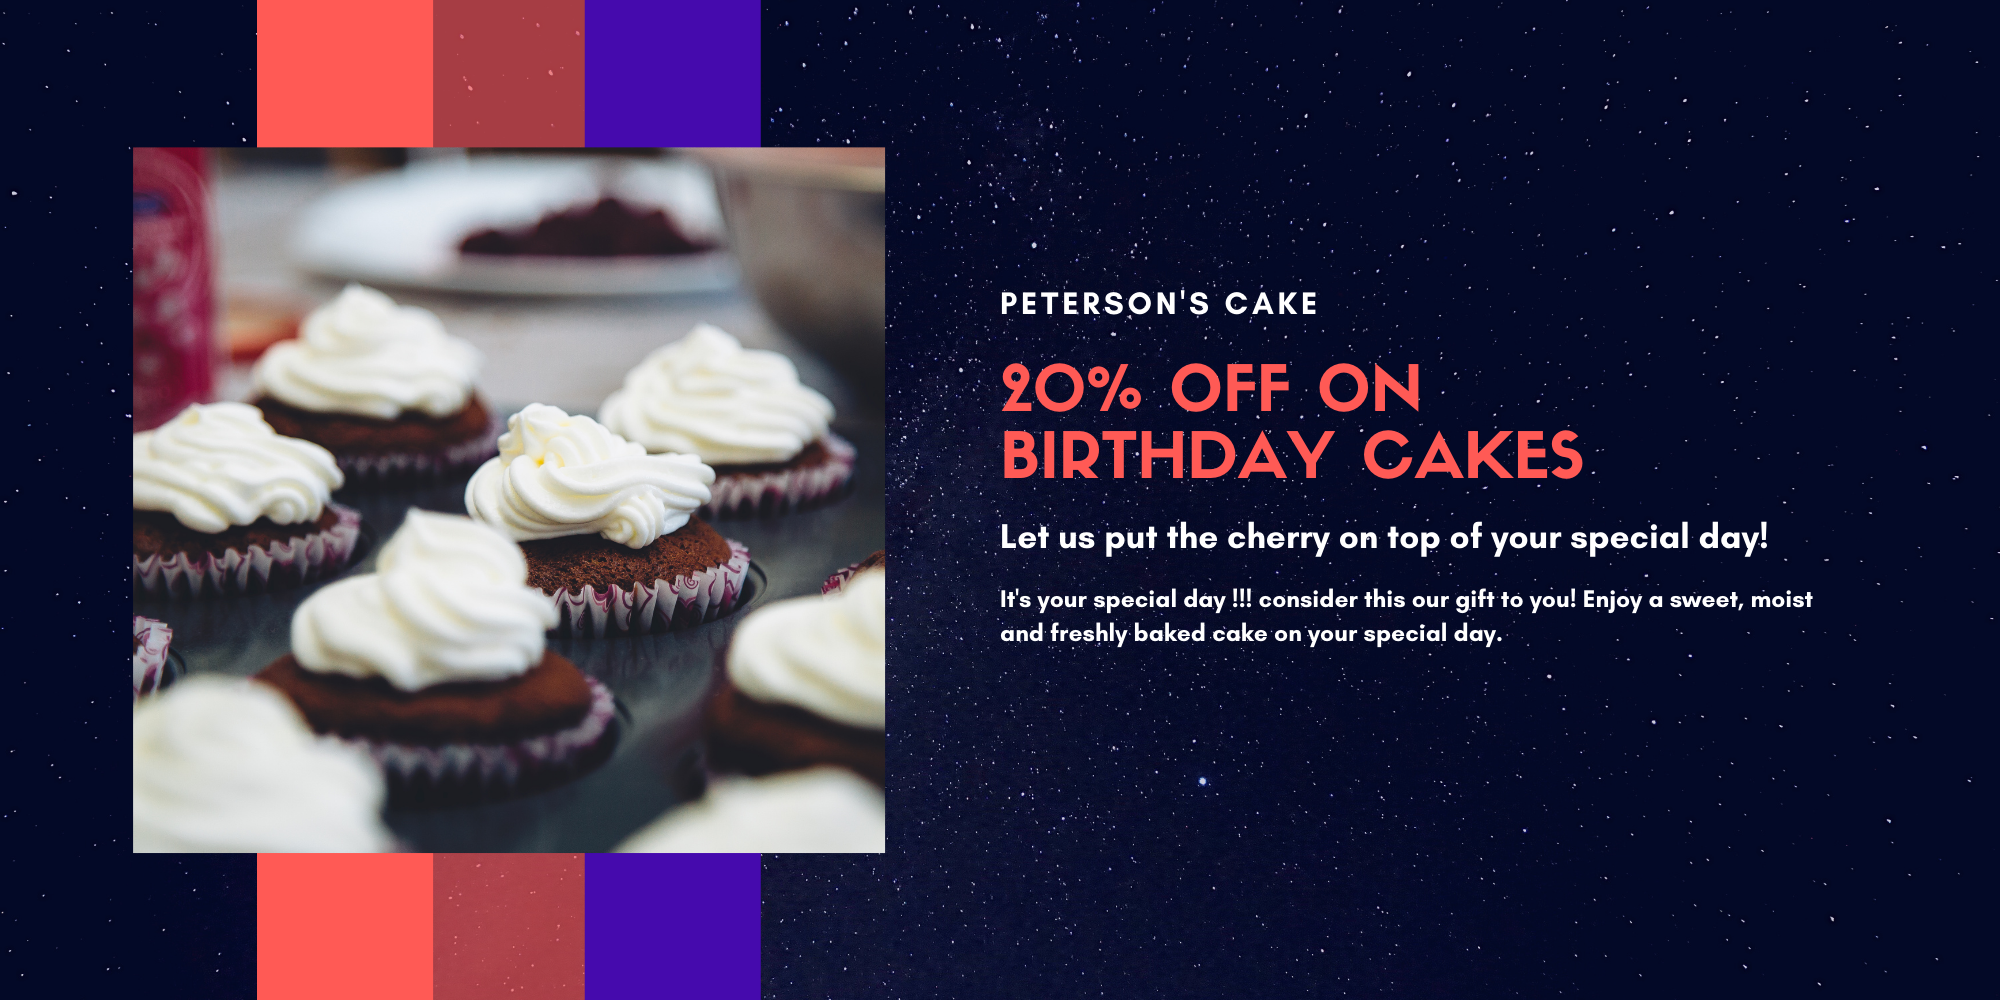 PETERSON'S CAKE
20% OFF ON
BIRTHDAY CAKES
Let us put the cherry on top of your special day!
It's your special day !!! consider this our gift to you! Enjoy a sweet, moist
and freshly baked cake on your special day.